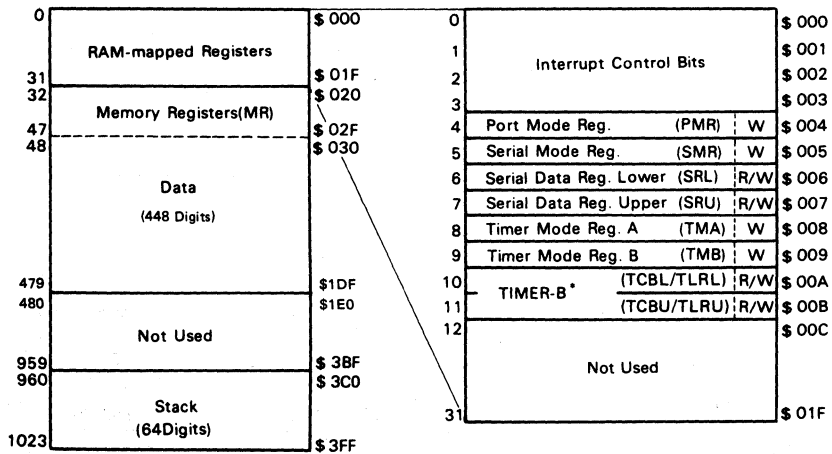 0 $000
RAM-mapped Registers
31 $01F
32 $020
Memory Registers(MR)
47 $02F
48 $030
Data
(448 Digits)
479 $1DF
480 $1E0
Not Used
959 $3BF
960 $3C0
Stack
(64Digits)
1023 $3FF
0 $000
1 $001
Interrupt Control Bits
2 $002
3 $003
4 Port Mode Reg. (PMR) W $004
5 Serial Mode Reg. (SMR) W $005
6 Serial Data Reg. Lower (SRL) R/W $006
7 Serial Data Reg. Upper (SRU) R/W $007
8 Timer Mode Reg. A (TMA) W $008
9 Timer Mode Reg. B (TMB) W $009
10 (TCBL/TLRL) R/W $00A
TIMER-B*
11 (TCBU/TLRU) R/W $00B
12 $00C
Not Used
31 $01F